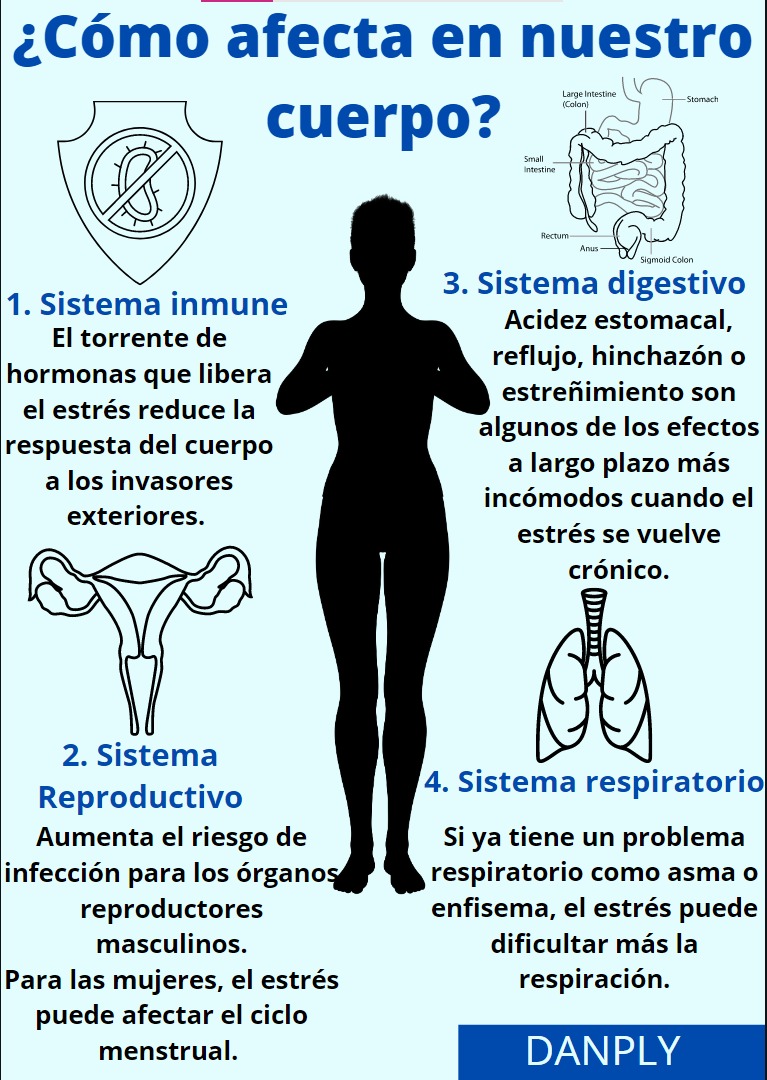 ¿Cómo afecta en nuestro
cuerpo?
Large Intestine
(Colon)
Stomach
Small
Intestine
Rectum
Anus
Sigmoid Colon
1. Sistema inmune
El torrente de
hormonas que libera
el estrés reduce la
respuesta del cuerpo
a los invasores
exteriores.
2. Sistema
Reproductivo
Aumenta el riesgo de
infección para los órganos
reproductores
masculinos.
Para las mujeres, el estrés
puede afectar el ciclo
menstrual.
3. Sistema digestivo
Acidez estomacal,
reflujo, hinchazón o
estreñimiento son
algunos de los efectos
a largo plazo más
incómodos cuando el
estrés se vuelve
crónico.
4. Sistema respiratorio
Si ya tiene un problema
respiratorio como asma o
enfisema, el estrés puede
dificultar más la
respiración.
DANPLY